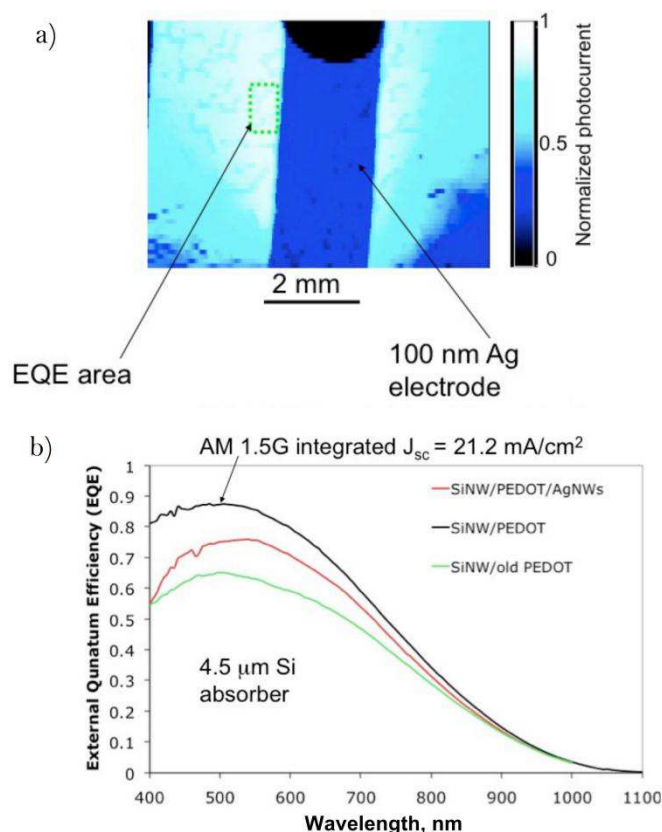 a)
1
0.5
0
Normalized photocurrent
2 mm
EQE area
100 nm Ag
electrode
b)
AM 1.5G integrated Jsc = 21.2 mA/cm²
External Qunatum Efficiency (EQE)
1
0.9
0.8
0.7
0.6
0.5
0.4
0.3
0.2
0.1
0
SiNW/PEDOT/AgNWs
SiNW/PEDOT
SiNW/old PEDOT
4.5 μm Si
absorber
400 500 600 700 800 900 1000 1100
Wavelength, nm